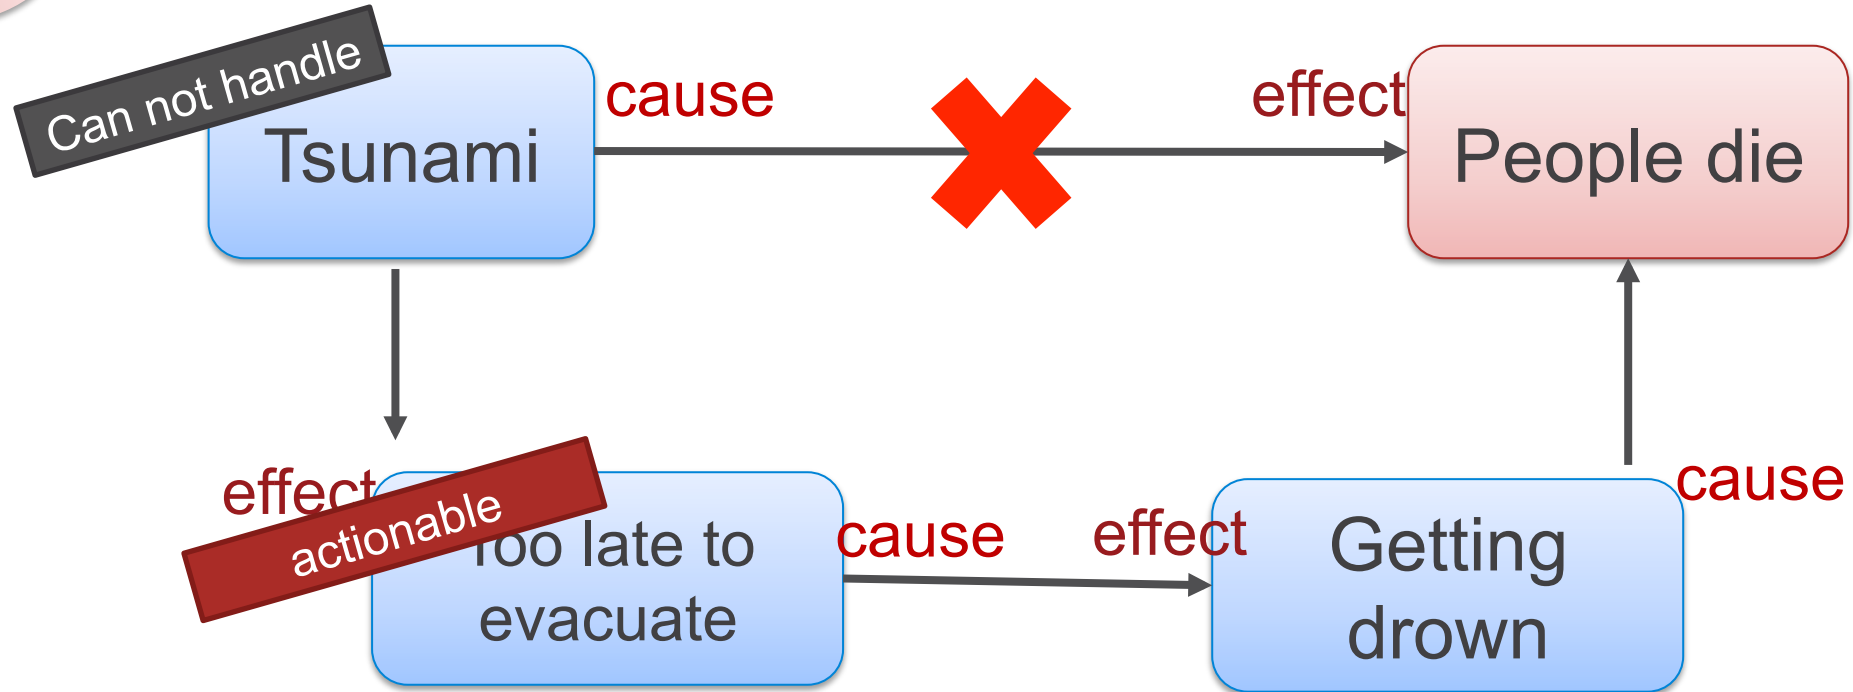 Can not handle
Tsunami
cause
effect
People die
effect
actionable
Too late to
evacuate
cause
effect
Getting
drown
cause